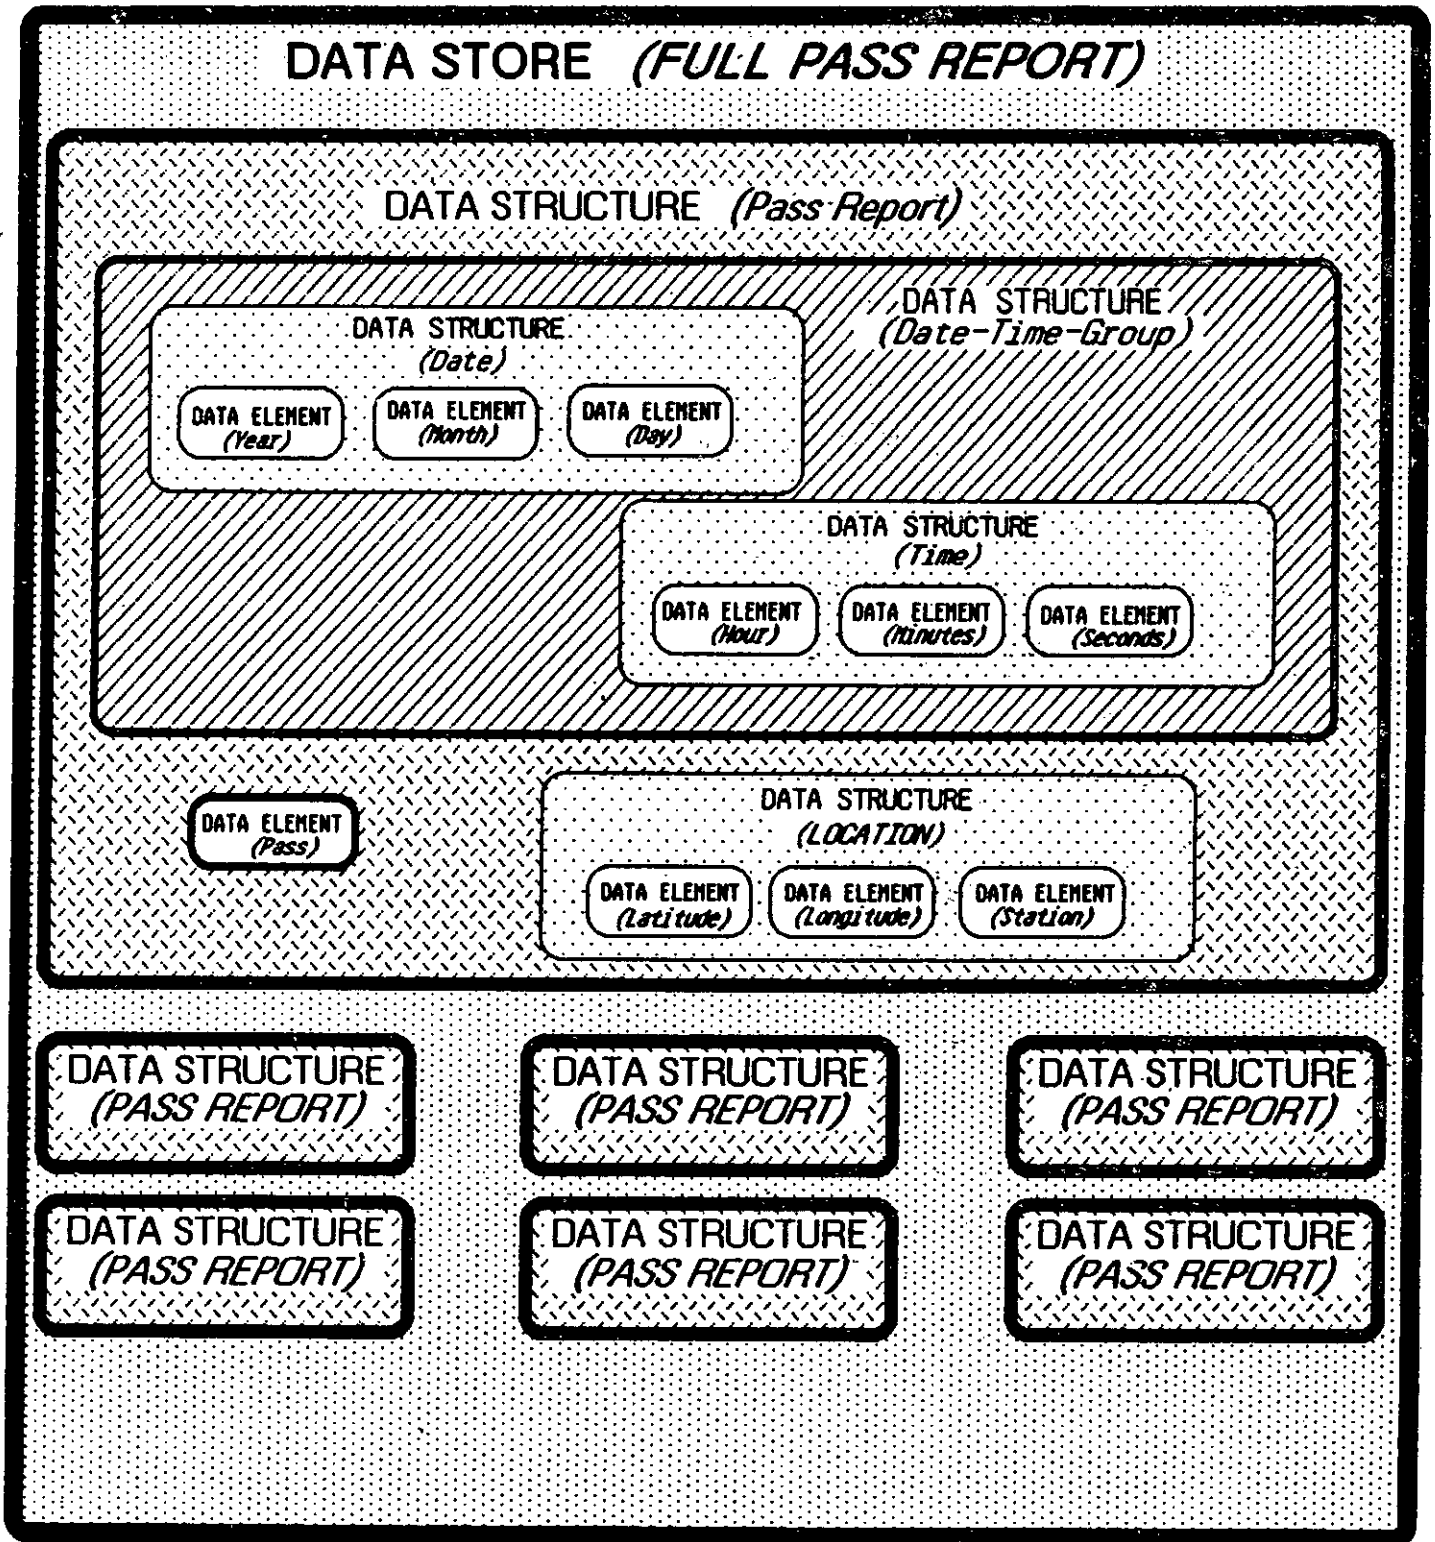 DATA STORE (FULL PASS REPORT)
DATA STRUCTURE (Pass Report)
DATA STRUCTURE
(Date-Time-Group)
DATA STRUCTURE
(Date)
DATA ELEMENT
(Year)
DATA ELEMENT
(Month)
DATA ELEMENT
(Day)
DATA STRUCTURE
(Time)
DATA ELEMENT
(Hour)
DATA ELEMENT
(Minutes)
DATA ELEMENT
(Seconds)
DATA ELEMENT
(Pass)
DATA STRUCTURE
(LOCATION)
DATA ELEMENT
(Latitude)
DATA ELEMENT
(Longitude)
DATA ELEMENT
(Station)
DATA STRUCTURE
(PASS REPORT)
DATA STRUCTURE
(PASS REPORT)
DATA STRUCTURE
(PASS REPORT)
DATA STRUCTURE
(PASS REPORT)
DATA STRUCTURE
(PASS REPORT)
DATA STRUCTURE
(PASS REPORT)